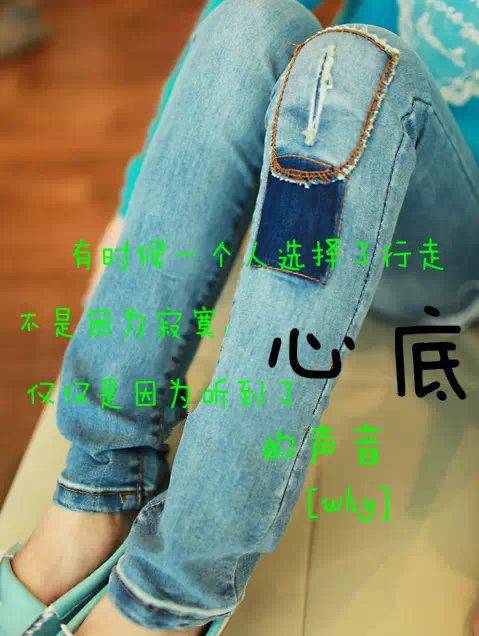 有时候一个人选择了行走
不是因为寂寞,
仅仅是因为听到了
心底
的声音
[why]